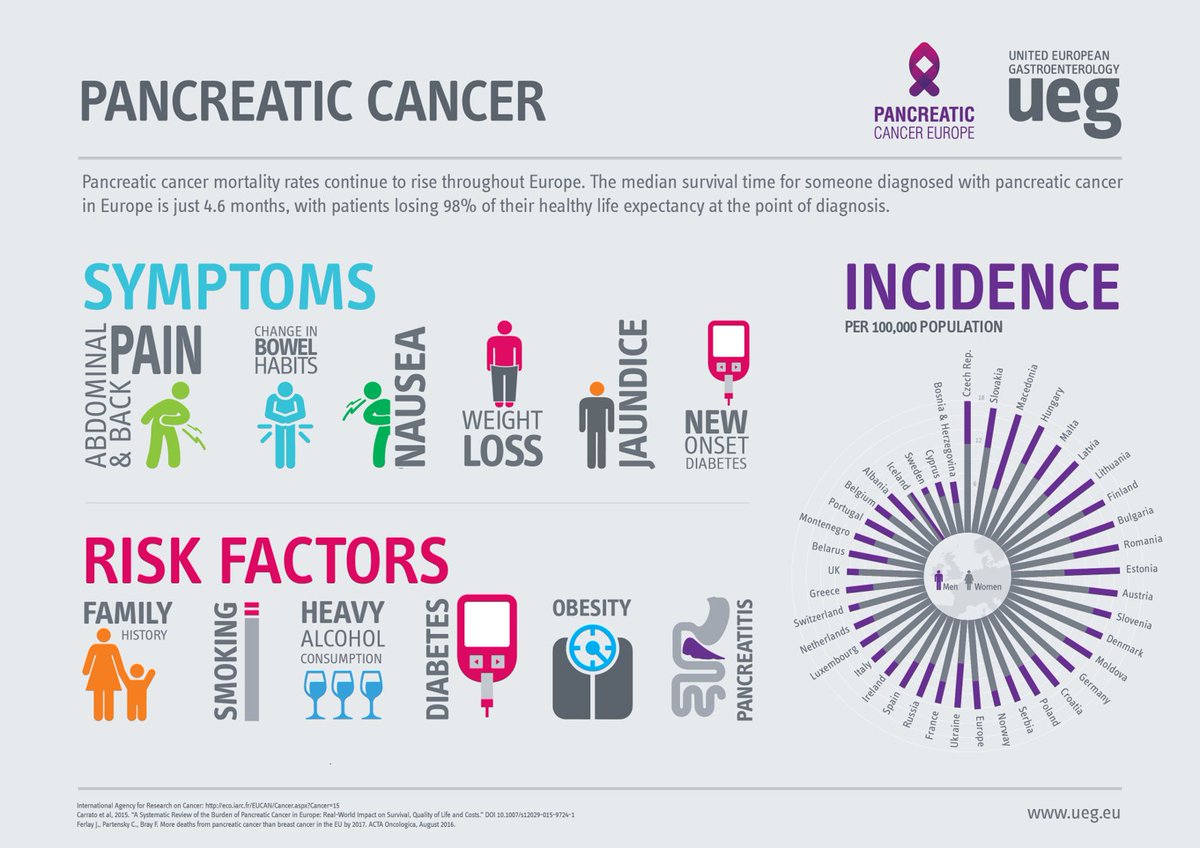 PANCREATIC CANCER
PANCREATIC
CANCER EUROPE
UNITED EUROPEAN
GASTROENTEROLOGY
ueg
Pancreatic cancer mortality rates continue to rise throughout Europe. The median survival time for someone diagnosed with pancreatic cancer
in Europe is just 4.6 months, with patients losing 98% of their healthy life expectancy at the point of diagnosis.
SYMPTOMS
ABDOMINAL
& BACK
PAIN
CHANGE IN
BOWEL
HABITS
NAUSEA
WEIGHT
LOSS
JAUNDICE
NEW
ONSET
DIABETES
RISK FACTORS
FAMILY
HISTORY
SMOKING
HEAVY
ALCOHOL
CONSUMPTION
DIABETES
OBESITY
PANCREATITIS
INCIDENCE
PER 100,000 POPULATION
Czech Rep.
Slovakia
Macedonia
Hungary
Malta
Latvia
Lithuania
Finland
Bulgaria
Romania
Estonia
Austria
Slovenia
Denmark
Moldova
Germany
Croatia
Poland
Serbia
Norway
Europe
Ukraine
France
Russia
Spain
Ireland
Italy
Luxembourg
Netherlands
Switzerland
Greece
UK
Belarus
Montenegro
Portugal
Belgium
Albania
Iceland
Sweden
Cyprus
Bosnia & Herzegovina
18
12
6
Men
Women
International Agency for Research on Cancer: http://eco.iarc.fr/EUCAN/Cancer.aspx?Cancer=15
Carrato et al, 2015. "A Systematic Review of the Burden of Pancreatic Cancer in Europe: Real-World Impact on Survival, Quality of Life and Costs." DOI 10.1007/s12029-015-9724-1
Ferlay J., Partensky C., Bray F. More deaths from pancreatic cancer than breast cancer in the EU by 2017. ACTA Oncologica, August 2016.
www.ueg.eu